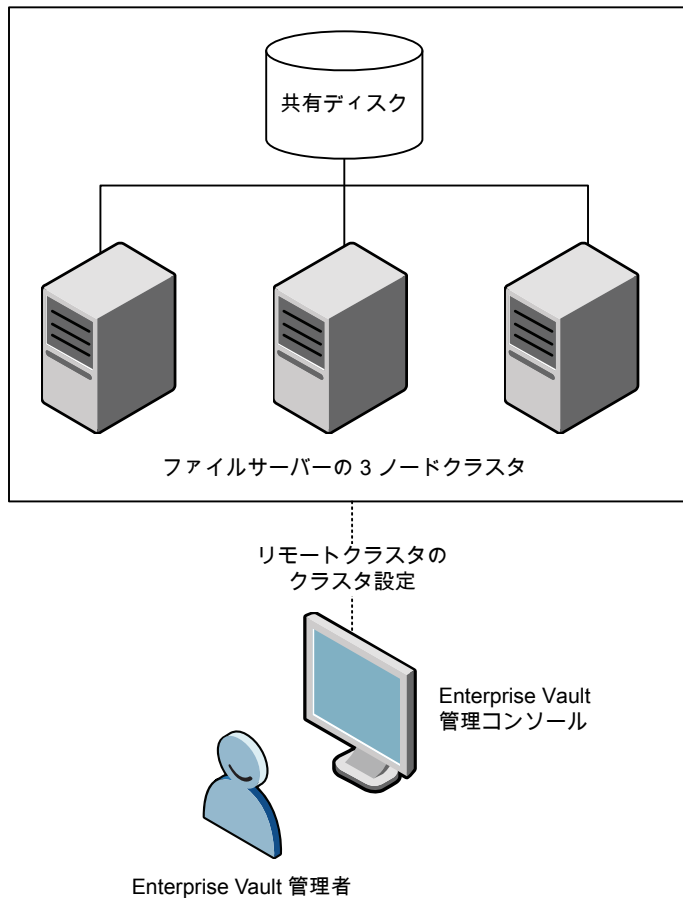 共有ディスク
ファイルサーバーの 3 ノードクラスタ
リモートクラスタの
クラスタ設定
Enterprise Vault
管理コンソール
Enterprise Vault 管理者